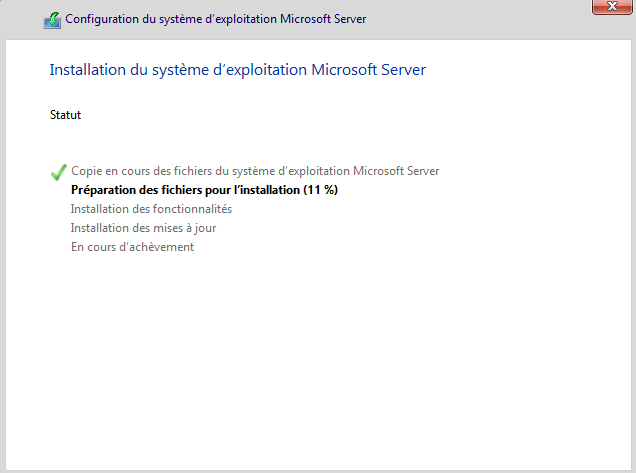 Configuration du système d'exploitation Microsoft Server
Installation du système d'exploitation Microsoft Server
Statut
Copie en cours des fichiers du système d'exploitation Microsoft Server
Préparation des fichiers pour l'installation (11 %)
Installation des fonctionnalités
Installation des mises à jour
En cours d'achèvement